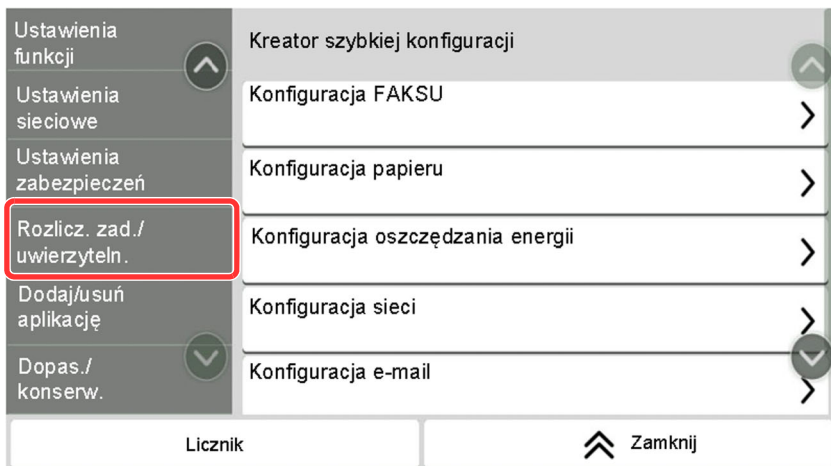 Ustawienia
funkcji
Ustawienia
sieciowe
Ustawienia
zabezpieczeń
Rozlicz. zad./
uwierzyteln.
Dodaj/usuń
aplikację
Dopas./
konserw.
Kreator szybkiej konfiguracji
Konfiguracja FAKSU
Konfiguracja papieru
Konfiguracja oszczędzania energii
Konfiguracja sieci
Konfiguracja e-mail
Licznik
Zamknij